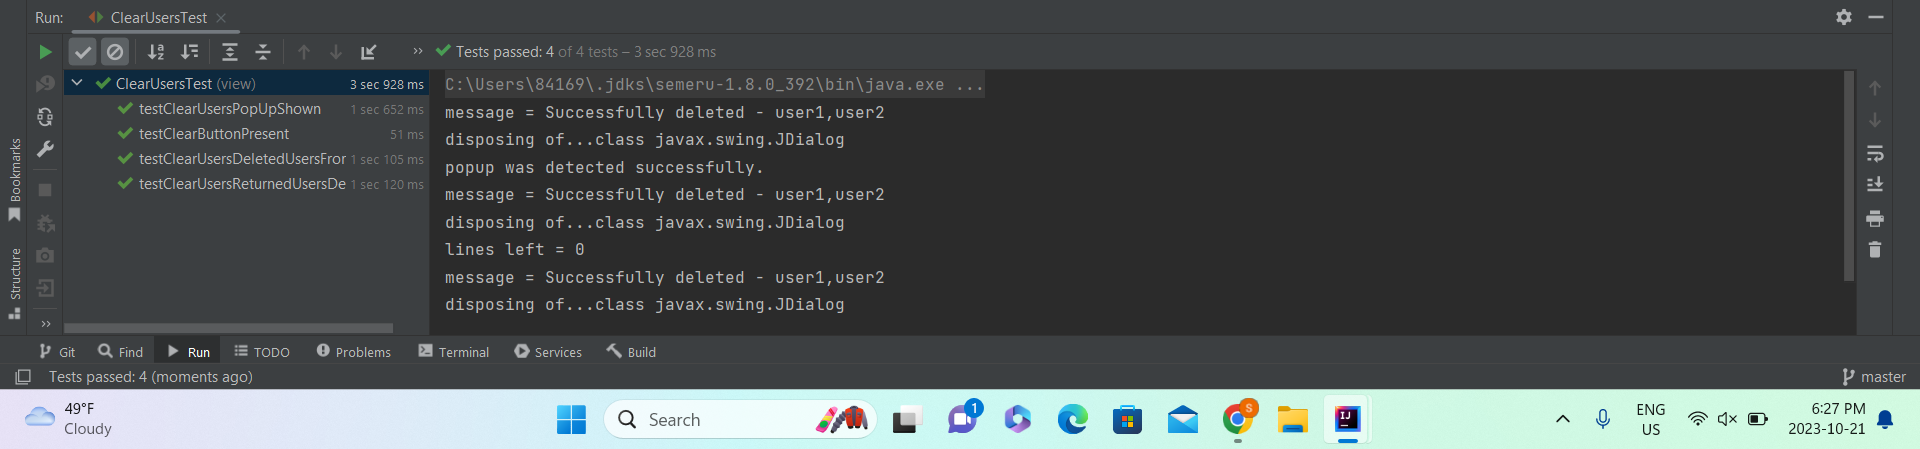 Run: ClearUsersTest
Tests passed: 4 of 4 tests – 3 sec 928 ms
ClearUsersTest (view) 3 sec 928 ms
testClearUsersPopUpShown 1 sec 652 ms
testClearButtonPresent 51 ms
testClearUsersDeletedUsersFror 1 sec 105 ms
testClearUsersReturnedUsersDe 1 sec 120 ms
C:\Users\84169\.jdks\semeru-1.8.0_392\bin\java.exe ...
message = Successfully deleted - user1,user2
disposing of...class javax.swing.JDialog
popup was detected successfully.
message = Successfully deleted - user1,user2
disposing of...class javax.swing.JDialog
lines left = 0
message = Successfully deleted - user1,user2
disposing of...class javax.swing.JDialog
Bookmarks
Structure
Git Find Run TODO Problems Terminal Services Build
Tests passed: 4 (moments ago)
master
49°F
Cloudy
Search
1
S
IJ
ENG
US
6:27 PM
2023-10-21